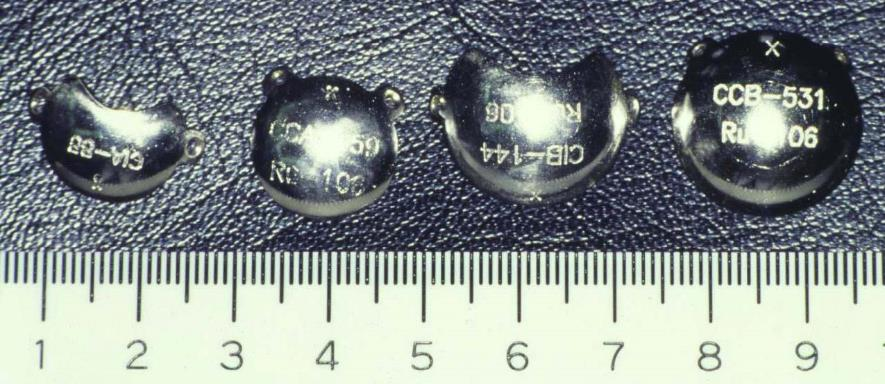 X
CIA-88
X
X
CIB-144
X
CCB-531
1 2 3 4 5 6 7 8 9